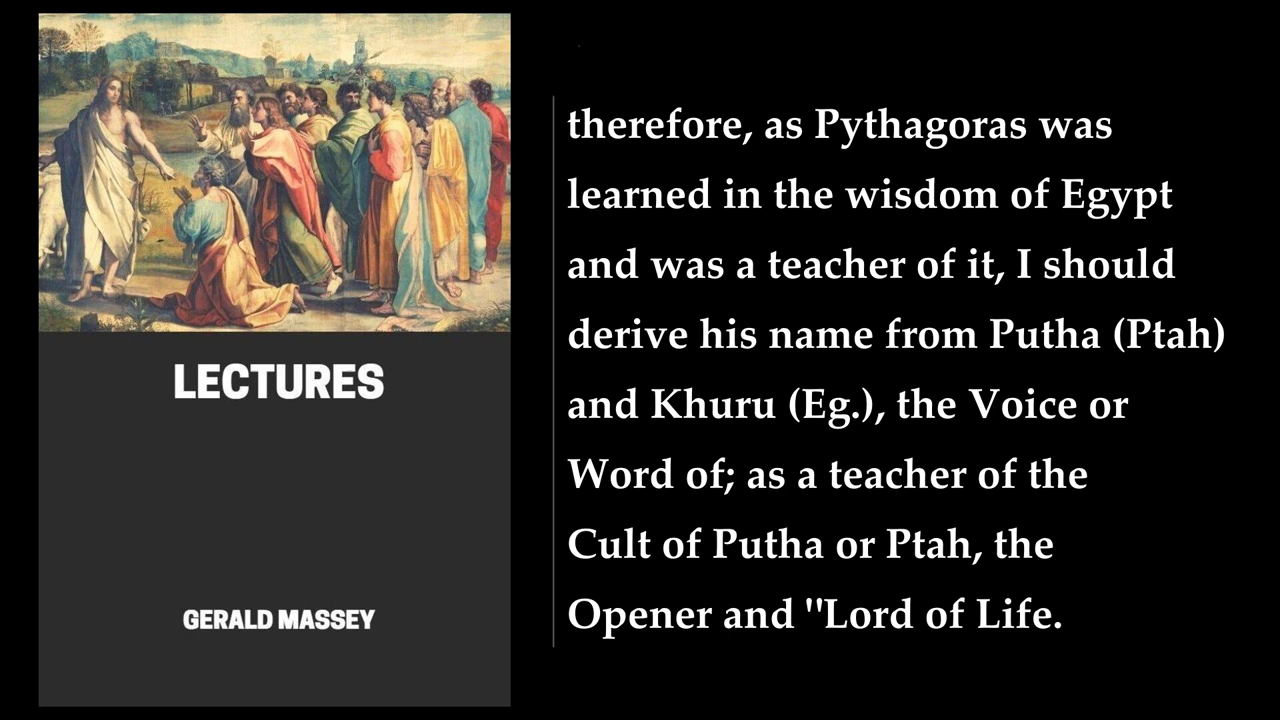 LECTURES
GERALD MASSEY
therefore, as Pythagoras was
learned in the wisdom of Egypt
and was a teacher of it, I should
derive his name from Putha (Ptah)
and Khuru (Eg.), the Voice or
Word of; as a teacher of the
Cult of Putha or Ptah, the
Opener and "Lord of Life.